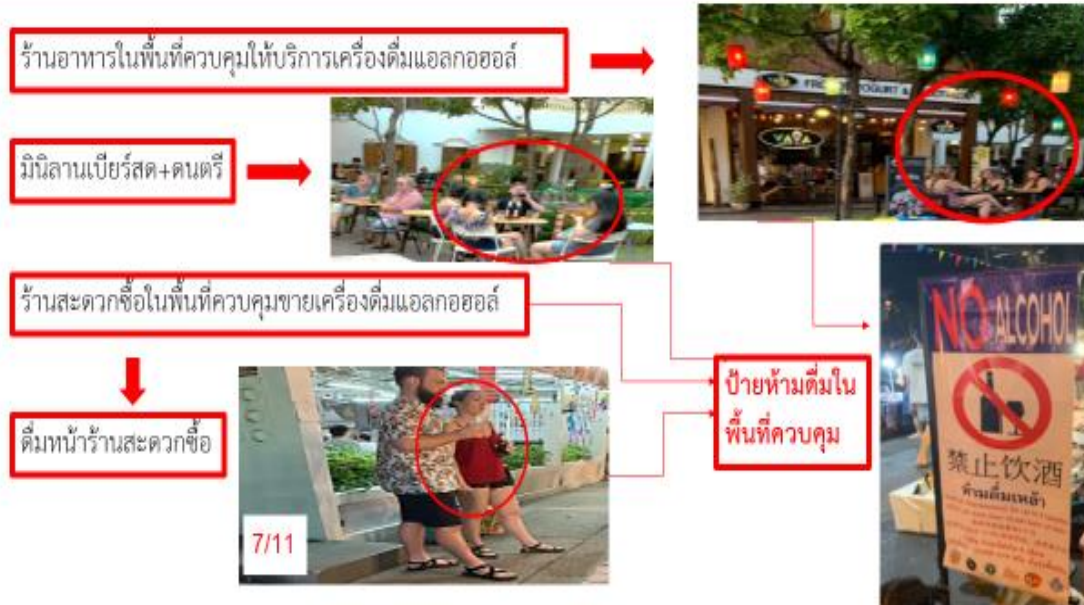 ร้านอาหารในพื้นที่ควบคุมให้บริการเครื่องดื่มแอลกอฮอล์
FRO
OGURT &
YAYA
มินิลานเบียร์สด+ดนตรี
ร้านสะดวกซื้อในพื้นที่ควบคุมขายเครื่องดื่มแอลกอฮอล์
ป้ายห้ามดื่มใน
พื้นที่ควบคุม
ดื่มหน้าร้านสะดวกซื้อ
7/11
NO ALCOHOL
禁止饮酒
ห้ามดื่มเหล้า